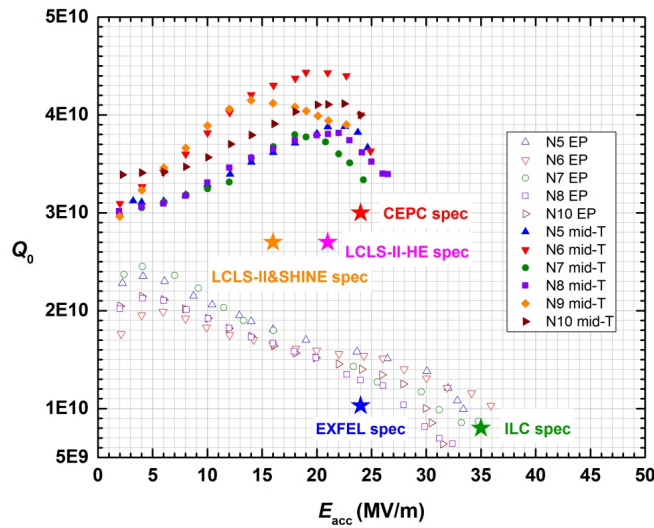 5E10
4E10
3E10
2E10
1E10
5E9
Q0
N5 EP
N6 EP
N7 EP
N8 EP
N10 EP
N5 mid-T
N6 mid-T
N7 mid-T
N8 mid-T
N9 mid-T
N10 mid-T
CEPC spec
LCLS-II-HE spec
LCLS-II&SHINE spec
EXFEL spec
ILC spec
0 5 10 15 20 25 30 35 40 45 50
Eacc (MV/m)